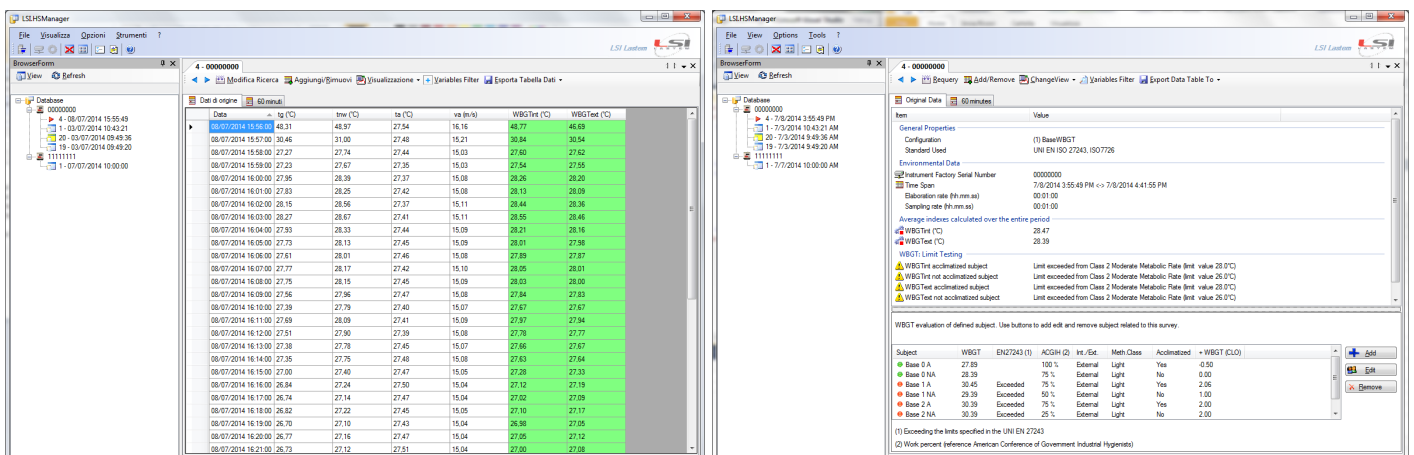 LSI.HSManager
File Visualizza Opzioni Strumenti ?
LSI Lastem LSI
BrowserForm
View Refresh
Database
00000000
4 - 08/07/2014 15:55:49
1 - 03/07/2014 10:43:21
20 - 03/07/2014 09:49:36
19 - 03/07/2014 09:49:20
11111111
1 - 07/07/2014 10:00:00
4 - 00000000
Modifica Ricerca Aggiungi/Rimuovi Visualizzazione Variables Filter Esporta Tabella Dati
Dati di origine 60 minuti
Data tg (°C) tnw (°C) ta (°C) va (m/s) WBGTint (°C) WBGText (°C)
08/07/2014 15:56:00 48,31 48,97 27,54 16,16 48,77 46,69
08/07/2014 15:57:00 30,46 31,00 27,48 15,21 30,84 30,54
08/07/2014 15:58:00 27,27 27,74 27,44 15,03 27,60 27,62
08/07/2014 15:59:00 27,23 27,67 27,35 15,03 27,54 27,55
08/07/2014 16:00:00 27,95 28,39 27,37 15,08 28,26 28,20
08/07/2014 16:01:00 27,83 28,25 27,42 15,08 28,13 28,09
08/07/2014 16:02:00 28,15 28,56 27,37 15,11 28,44 28,36
08/07/2014 16:03:00 28,27 28,67 27,41 15,11 28,55 28,46
08/07/2014 16:04:00 27,93 28,33 27,44 15,09 28,21 28,16
08/07/2014 16:05:00 27,73 28,13 27,45 15,09 28,01 27,98
08/07/2014 16:06:00 27,61 28,01 27,46 15,08 27,89 27,87
08/07/2014 16:07:00 27,77 28,17 27,42 15,10 28,05 28,01
08/07/2014 16:08:00 27,75 28,15 27,45 15,09 28,03 28,00
08/07/2014 16:09:00 27,56 27,96 27,47 15,08 27,84 27,83
08/07/2014 16:10:00 27,39 27,79 27,40 15,07 27,67 27,67
08/07/2014 16:11:00 27,69 28,09 27,41 15,09 27,97 27,94
08/07/2014 16:12:00 27,51 27,90 27,39 15,08 27,78 27,77
08/07/2014 16:13:00 27,38 27,78 27,45 15,07 27,66 27,67
08/07/2014 16:14:00 27,35 27,75 27,48 15,08 27,63 27,64
08/07/2014 16:15:00 27,00 27,40 27,47 15,05 27,28 27,33
08/07/2014 16:16:00 26,84 27,24 27,50 15,04 27,12 27,19
08/07/2014 16:17:00 26,74 27,14 27,47 15,04 27,02 27,09
08/07/2014 16:18:00 26,82 27,22 27,45 15,05 27,10 27,17
08/07/2014 16:19:00 26,70 27,10 27,43 15,04 26,98 27,05
08/07/2014 16:20:00 26,77 27,16 27,47 15,04 27,05 27,12
08/07/2014 16:21:00 26,73 27,12 27,51 15,04 27,00 27,08
LSI.HSManager
File View Options Tools ?
LSI Lastem LSI
BrowserForm
View Refresh
Database
00000000
4 - 7/8/2014 3:55:49 PM
1 - 7/3/2014 10:43:21 AM
20 - 7/3/2014 9:49:36 AM
19 - 7/3/2014 9:49:20 AM
11111111
1 - 7/7/2014 10:00:00 AM
4 - 00000000
Requery Add/Remove ChangeView Variables Filter Export Data Table To
Original Data 60 minutes
Item Value
General Properties
Configuration (1) BaseWBGT
Standard Used UNI EN ISO 27243, ISO7726
Environmental Data
Instrument Factory Serial Number 00000000
Time Span 7/8/2014 3:55:49 PM <-> 7/8/2014 4:41:55 PM
Elaboration rate (hh.mm.ss) 00:01:00
Sampling rate (hh.mm.ss) 00:01:00
Average indexes calculated over the entire period
WBGTint (°C) 28.47
WBGText (°C) 28.39
WBGT: Limit Testing
WBGTint acclimatized subject Limit exceeded from Class 2 Moderate Metabolic Rate (limit value 28.0°C)
WBGTint not acclimatized subject Limit exceeded from Class 2 Moderate Metabolic Rate (limit value 26.0°C)
WBGText acclimatized subject Limit exceeded from Class 2 Moderate Metabolic Rate (limit value 28.0°C)
WBGText not acclimatized subject Limit exceeded from Class 2 Moderate Metabolic Rate (limit value 26.0°C)
WBGT evaluation of defined subject. Use buttons to add edit and remove subject related to this survey.
Subject WBGT EN27243 (1) ACGIH (2) Int./Ext. Meth.Class Acclimatized + WBGT (CLO)
Base 0 A 27.89 100 % External Light Yes -0.50
Base 0 NA 28.39 75 % External Light No 0.00
Base 1 A 30.45 Exceeded 75 % External Light Yes 2.06
Base 1 NA 29.39 Exceeded 50 % External Light No 1.00
Base 2 A 30.39 Exceeded 75 % External Light Yes 2.00
Base 2 NA 30.39 Exceeded 25 % External Light No 2.00
Add
Edit
Remove
(1) Exceeding the limits specified in the UNI EN 27243
(2) Work percent (reference American Conference of Government Industrial Hygienists)